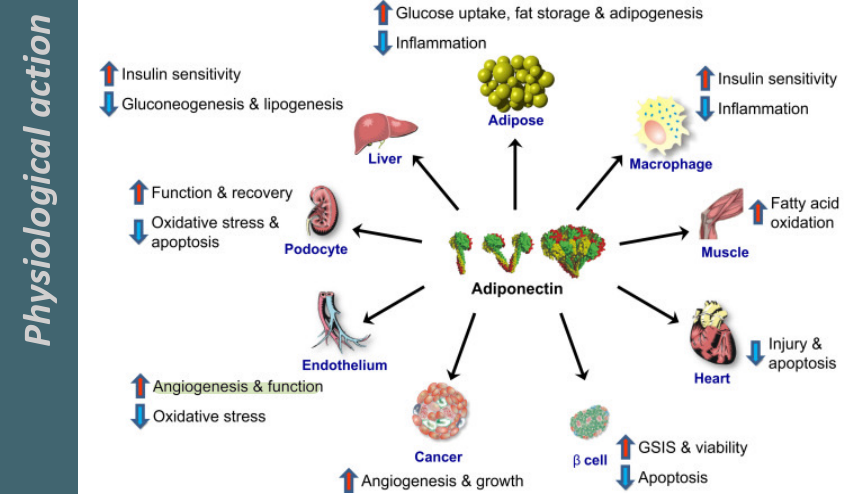 Physiological action
Glucose uptake, fat storage & adipogenesis
Inflammation
Adipose
Insulin sensitivity
Gluconeogenesis & lipogenesis
Liver
Insulin sensitivity
Inflammation
Macrophage
Function & recovery
Oxidative stress &
apoptosis
Podocyte
Fatty acid
oxidation
Muscle
Adiponectin
Endothelium
Angiogenesis & function
Oxidative stress
Injury &
apoptosis
Heart
Cancer
Angiogenesis & growth
β cell
GSIS & viability
Apoptosis